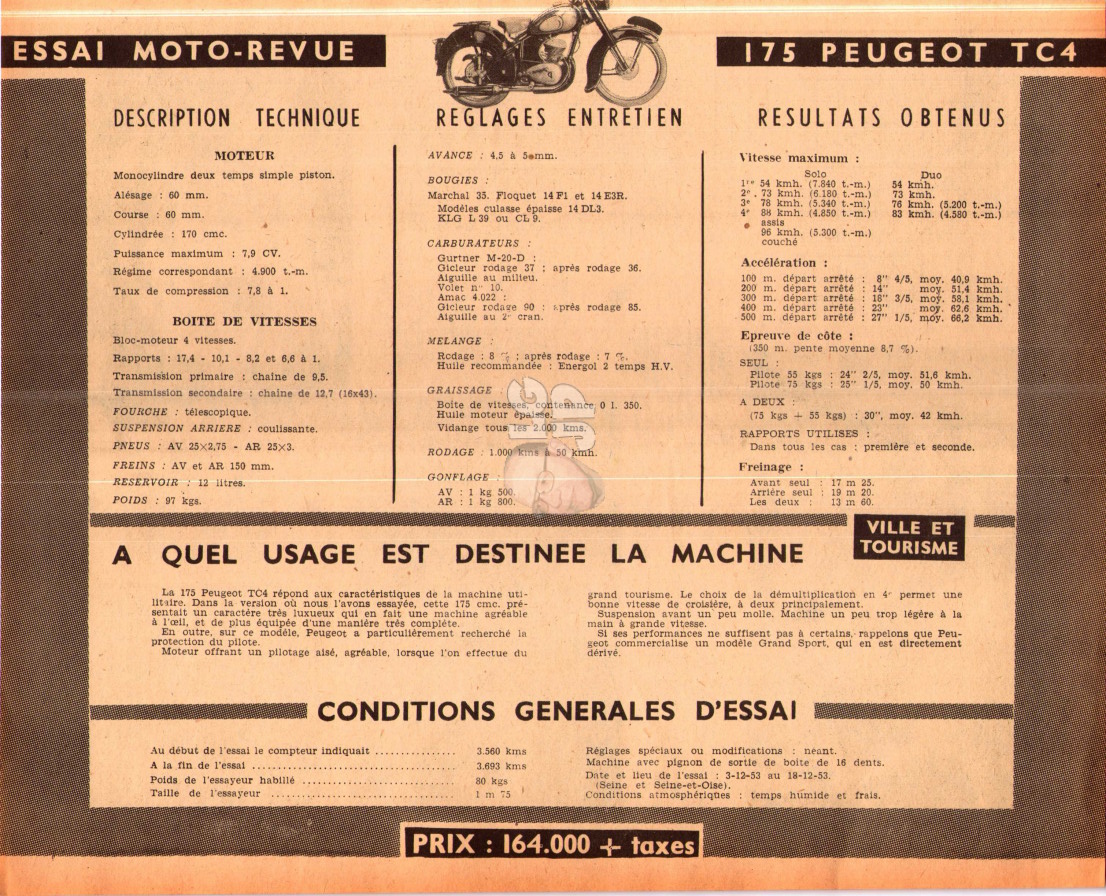 ESSAI MOTO-REVUE
175 PEUGEOT TC4
DESCRIPTION TECHNIQUE
MOTEUR
Monocylindre deux temps simple piston.
Alésage : 60 mm.
Course : 60 mm.
Cylindrée : 170 cmc.
Puissance maximum : 7,9 CV.
Régime correspondant : 4.900 t.-m.
Taux de compression : 7,8 à 1.
BOITE DE VITESSES
Bloc-moteur 4 vitesses.
Rapports : 17,4 - 10,1 - 8,2 et 6,6 à 1.
Transmission primaire : chaîne de 9,5.
Transmission secondaire : chaîne de 12,7 (16x43).
FOURCHE : télescopique.
SUSPENSION ARRIERE : coulissante.
PNEUS : AV 25×2,75 - AR 25×3.
FREINS : AV et AR 150 mm.
RESERVOIR : 12 litres.
POIDS : 97 kgs.
REGLAGES ENTRETIEN
AVANCE : 4,5 à 5 mm.
BOUGIES :
Marchal 35. Floquet 14 F1 et 14 E3R.
Modèles culasse épaisse 14 DL3.
KLG L 39 ou CL 9.
CARBURATEURS :
Gurtner M-20-D :
Gicleur rodage 37 ; après rodage 36.
Aiguille au milieu.
Volet n° 10.
Amac 4.022 :
Gicleur rodage 90 : après rodage 85.
Aiguille au 2e cran.
MELANGE :
Rodage : 8 % ; après rodage : 7 %.
Huile recommandée : Energol 2 temps H.V.
GRAISSAGE :
Boîte de vitesses, contenance 0 l. 350.
Huile moteur épaisse.
Vidange tous les 2.000 kms.
RODAGE : 1.000 kms à 50 kmh.
GONFLAGE :
AV : 1 kg 500.
AR : 1 kg 800.
RESULTATS OBTENUS
Vitesse maximum :
Solo Duo
1re 54 kmh. (7.840 t.-m.) 54 kmh.
2e . 73 kmh. (6.180 t.-m.) 73 kmh.
3e 78 kmh. (5.340 t.-m.) 76 kmh. (5.200 t.-m.)
4e 88 kmh. (4.850 t.-m.) 83 kmh. (4.580 t.-m.)
assis
96 kmh. (5.300 t.-m.)
couché
Accélération :
100 m. départ arrêté : 8" 4/5, moy. 40,9 kmh.
200 m. départ arrêté : 14" moy. 51,4 kmh.
300 m. départ arrêté : 18" 3/5, moy. 58,1 kmh.
400 m. départ arrêté : 23" moy. 62,6 kmh.
500 m. départ arrêté : 27" 1/5, moy. 66,2 kmh.
Epreuve de côte :
(350 m. pente moyenne 8,7 %).
SEUL :
Pilote 55 kgs : 24" 2/5, moy. 51,6 kmh.
Pilote 75 kgs : 25" 1/5, moy. 50 kmh.
A DEUX :
(75 kgs + 55 kgs) : 30", moy. 42 kmh.
RAPPORTS UTILISES :
Dans tous les cas : première et seconde.
Freinage :
Avant seul : 17 m 25.
Arrière seul : 19 m 20.
Les deux : 13 m 60.
A QUEL USAGE EST DESTINEE LA MACHINE
VILLE ET
TOURISME
La 175 Peugeot TC4 répond aux caractéristiques de la machine uti-
litaire. Dans la version où nous l'avons essayée, cette 175 cmc. pré-
sentait un caractère très luxueux qui en fait une machine agréable
à l'œil, et de plus équipée d'une manière très complète.
En outre, sur ce modèle, Peugeot a particulièrement recherché la
protection du pilote.
Moteur offrant un pilotage aisé, agréable, lorsque l'on effectue du
grand tourisme. Le choix de la démultiplication en 4e permet une
bonne vitesse de croisière, à deux principalement.
Suspension avant un peu molle. Machine un peu trop légère à la
main à grande vitesse.
Si ses performances ne suffisent pas à certains, rappelons que Peu-
geot commercialise un modèle Grand Sport, qui en est directement
dérivé.
CONDITIONS GENERALES D'ESSAI
Au début de l'essai le compteur indiquait ................ 3.560 kms
A la fin de l'essai ................ 3.693 kms
Poids de l'essayeur habillé ................ 80 kgs
Taille de l'essayeur ................ 1 m 75
Réglages spéciaux ou modifications : néant.
Machine avec pignon de sortie de boîte de 16 dents.
Date et lieu de l'essai : 3-12-53 au 18-12-53.
(Seine et Seine-et-Oise).
Conditions atmosphériques : temps humide et frais.
PRIX : 164.000 + taxes